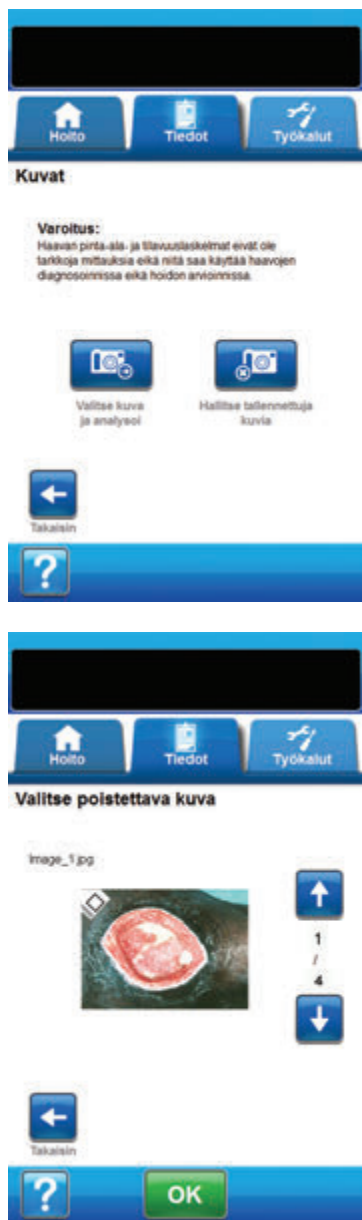 Hoito Tiedot Työkalut
Kuvat
Varoitus:
Haavan pinta-ala- ja tilavuuslaskelmat eivät ole
tarkkoja mittauksia eikä niitä saa käyttää haavojen
diagnosoinnissa eikä hoidon arvioinnissa.
Valitse kuva
ja analysoi
Hallitse tallennettuja
kuvia
Takaisin
?
Hoito Tiedot Työkalut
Valitse poistettava kuva
Image_1.jpg
1
/
4
Takaisin
? OK